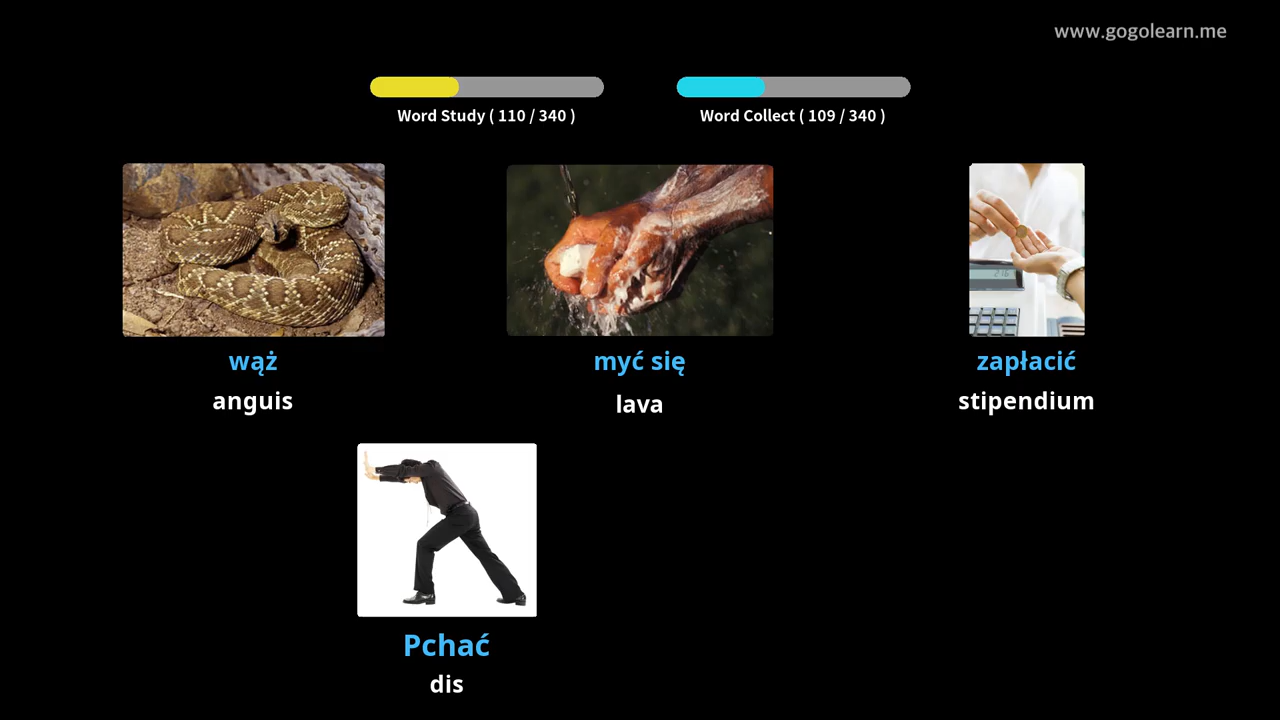 www.gogolearn.me
Word Study ( 110 / 340 )
Word Collect ( 109 / 340 )
wąż
anguis
myć się
lava
zapłacić
stipendium
Pchać
dis